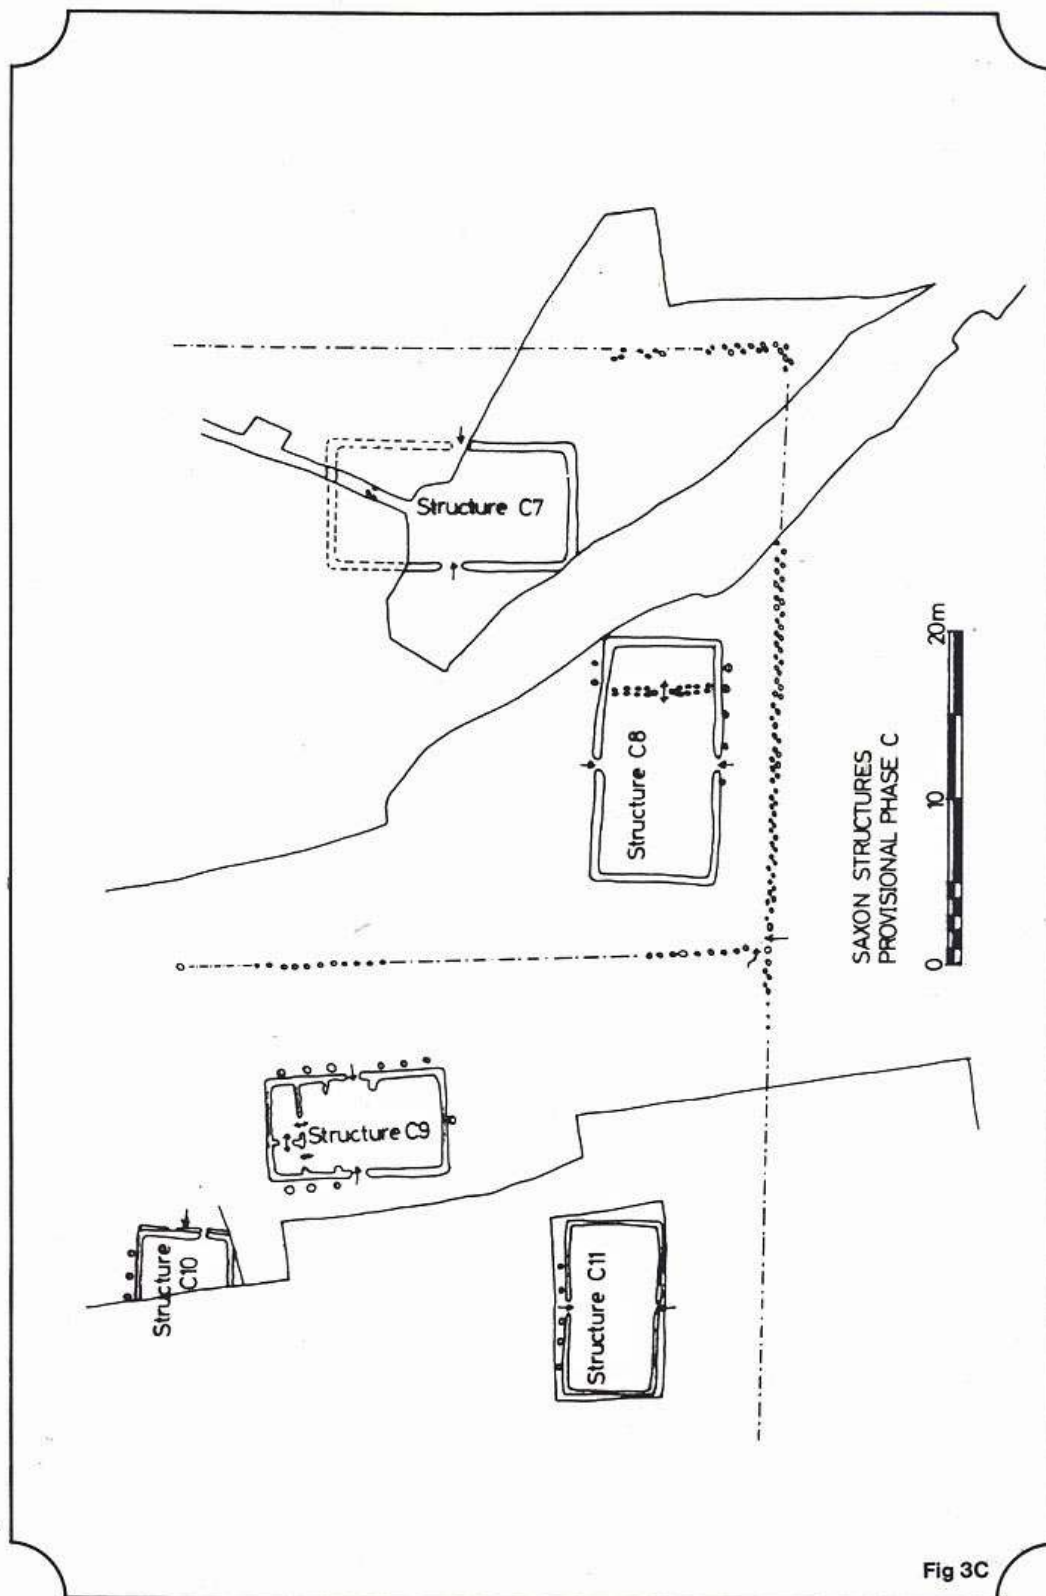 Structure C7
Structure C8
Structure C9
Structure
C10
Structure C11
SAXON STRUCTURES
PROVISIONAL PHASE C
0
10
20m
Fig 3C